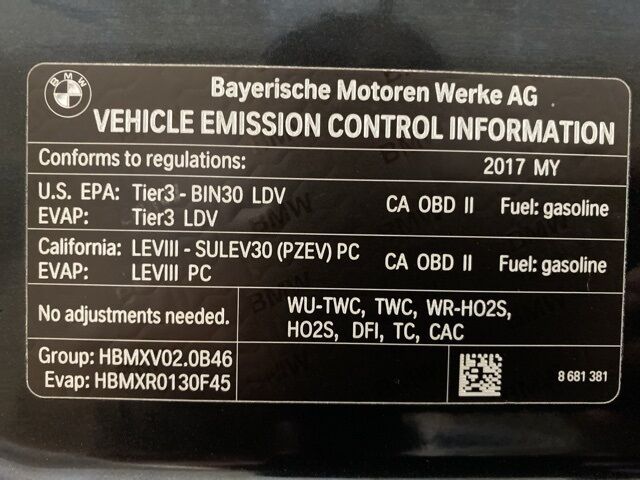 BMW
Bayerische Motoren Werke AG
VEHICLE EMISSION CONTROL INFORMATION
Conforms to regulations: 2017 MY
U.S. EPA: Tier3 - BIN30 LDV CA OBD II Fuel: gasoline
EVAP: Tier3 LDV
California: LEVIII - SULEV30 (PZEV) PC CA OBD II Fuel: gasoline
EVAP: LEVIII PC
No adjustments needed.
WU-TWC, TWC, WR-HO2S,
HO2S, DFI, TC, CAC
Group: HBMXV02.0B46
Evap: HBMXR0130F45
8 681 381